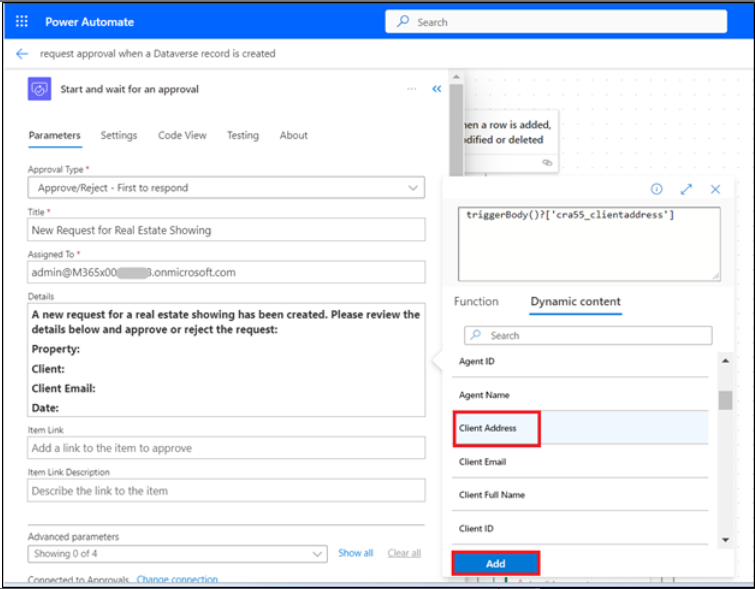 Power Automate
Search
request approval when a Dataverse record is created
Start and wait for an approval
Parameters Settings Code View Testing About
Approval Type *
Approve/Reject - First to respond
Title *
New Request for Real Estate Showing
Assigned To *
admin@M365x00 3.onmicrosoft.com
Details
A new request for a real estate showing has been created. Please review the
details below and approve or reject the request:
Property:
Client:
Client Email:
Date:
Item Link
Add a link to the item to approve
Item Link Description
Describe the link to the item
Advanced parameters
Showing 0 of 4
Show all Clear all
Connected to Approvals. Change connection
hen a row is added,
odified or deleted
triggerBody()?['cra55_clientaddress']
Function Dynamic content
Search
Agent ID
Agent Name
Client Address
Client Email
Client Full Name
Client ID
Add